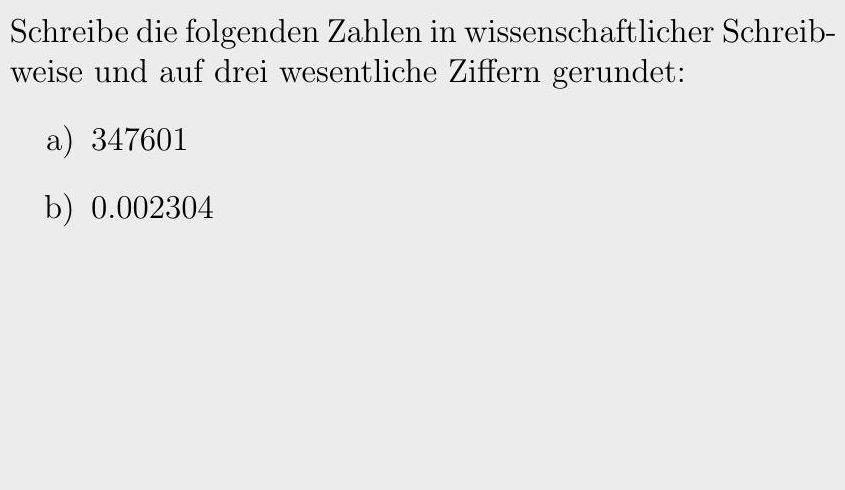 Schreibe die folgenden Zahlen in wissenschaftlicher Schreib-
weise und auf drei wesentliche Ziffern gerundet:
a) 347601
b) 0.002304